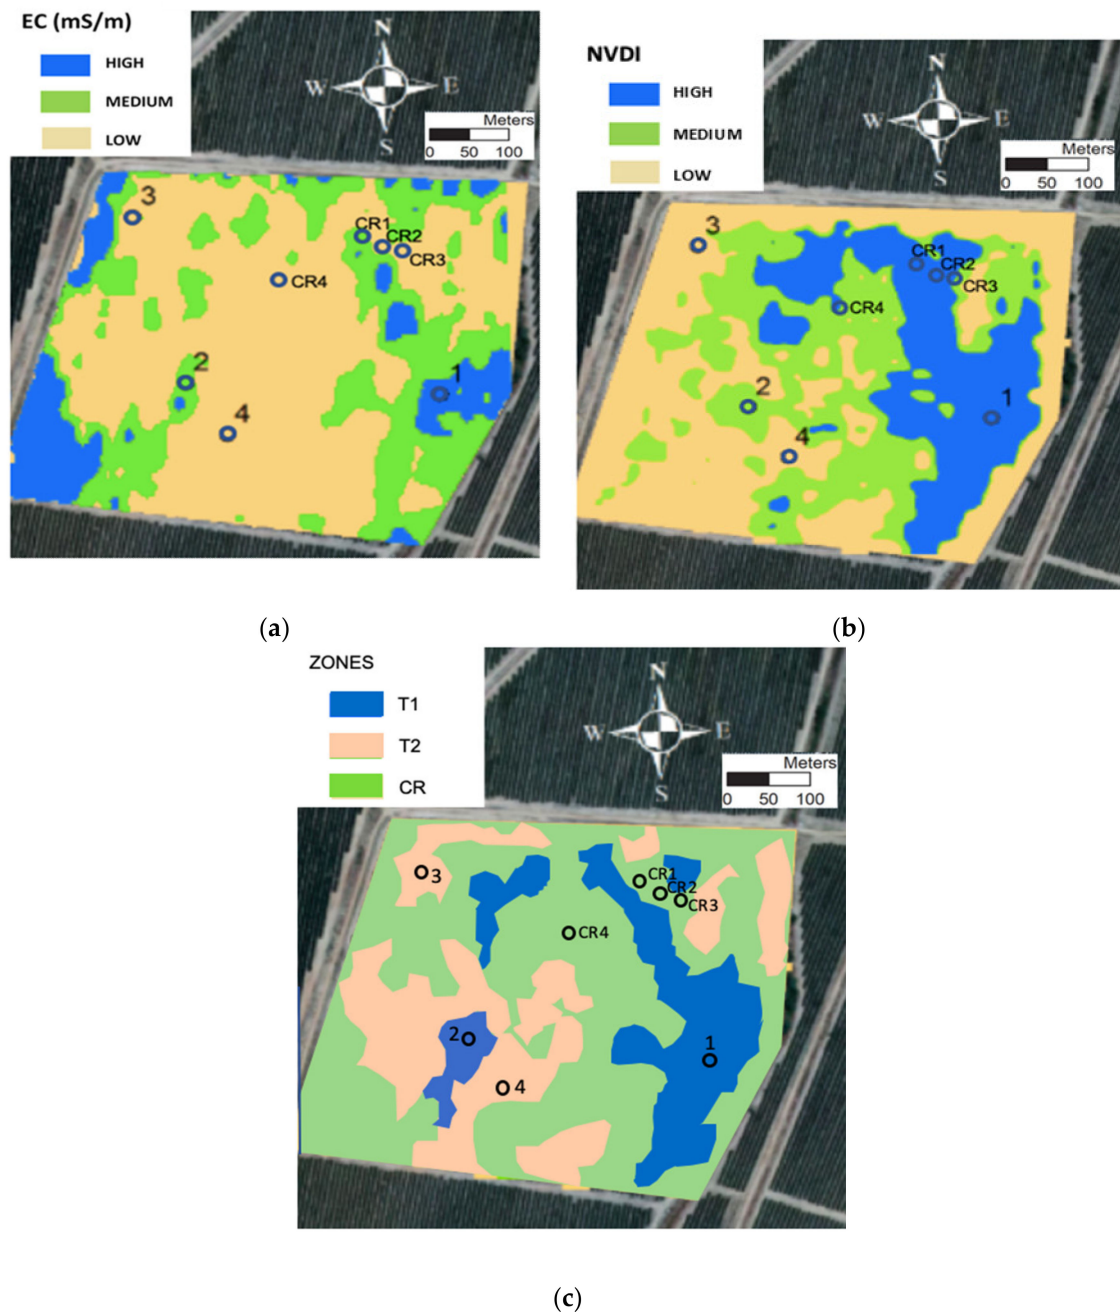 EC (mS/m)
HIGH
MEDIUM
LOW
N
W E
S
Meters
0 50 100
3
CR1
CR2
CR3
CR4
2
1
4
(a)
NVDI
HIGH
MEDIUM
LOW
N
W E
S
Meters
0 50 100
3
CR1
CR2
CR3
CR4
2
1
4
(b)
ZONES
T1
T2
CR
N
W E
S
Meters
0 50 100
3
CR1
CR2
CR3
CR4
2
1
4
(c)